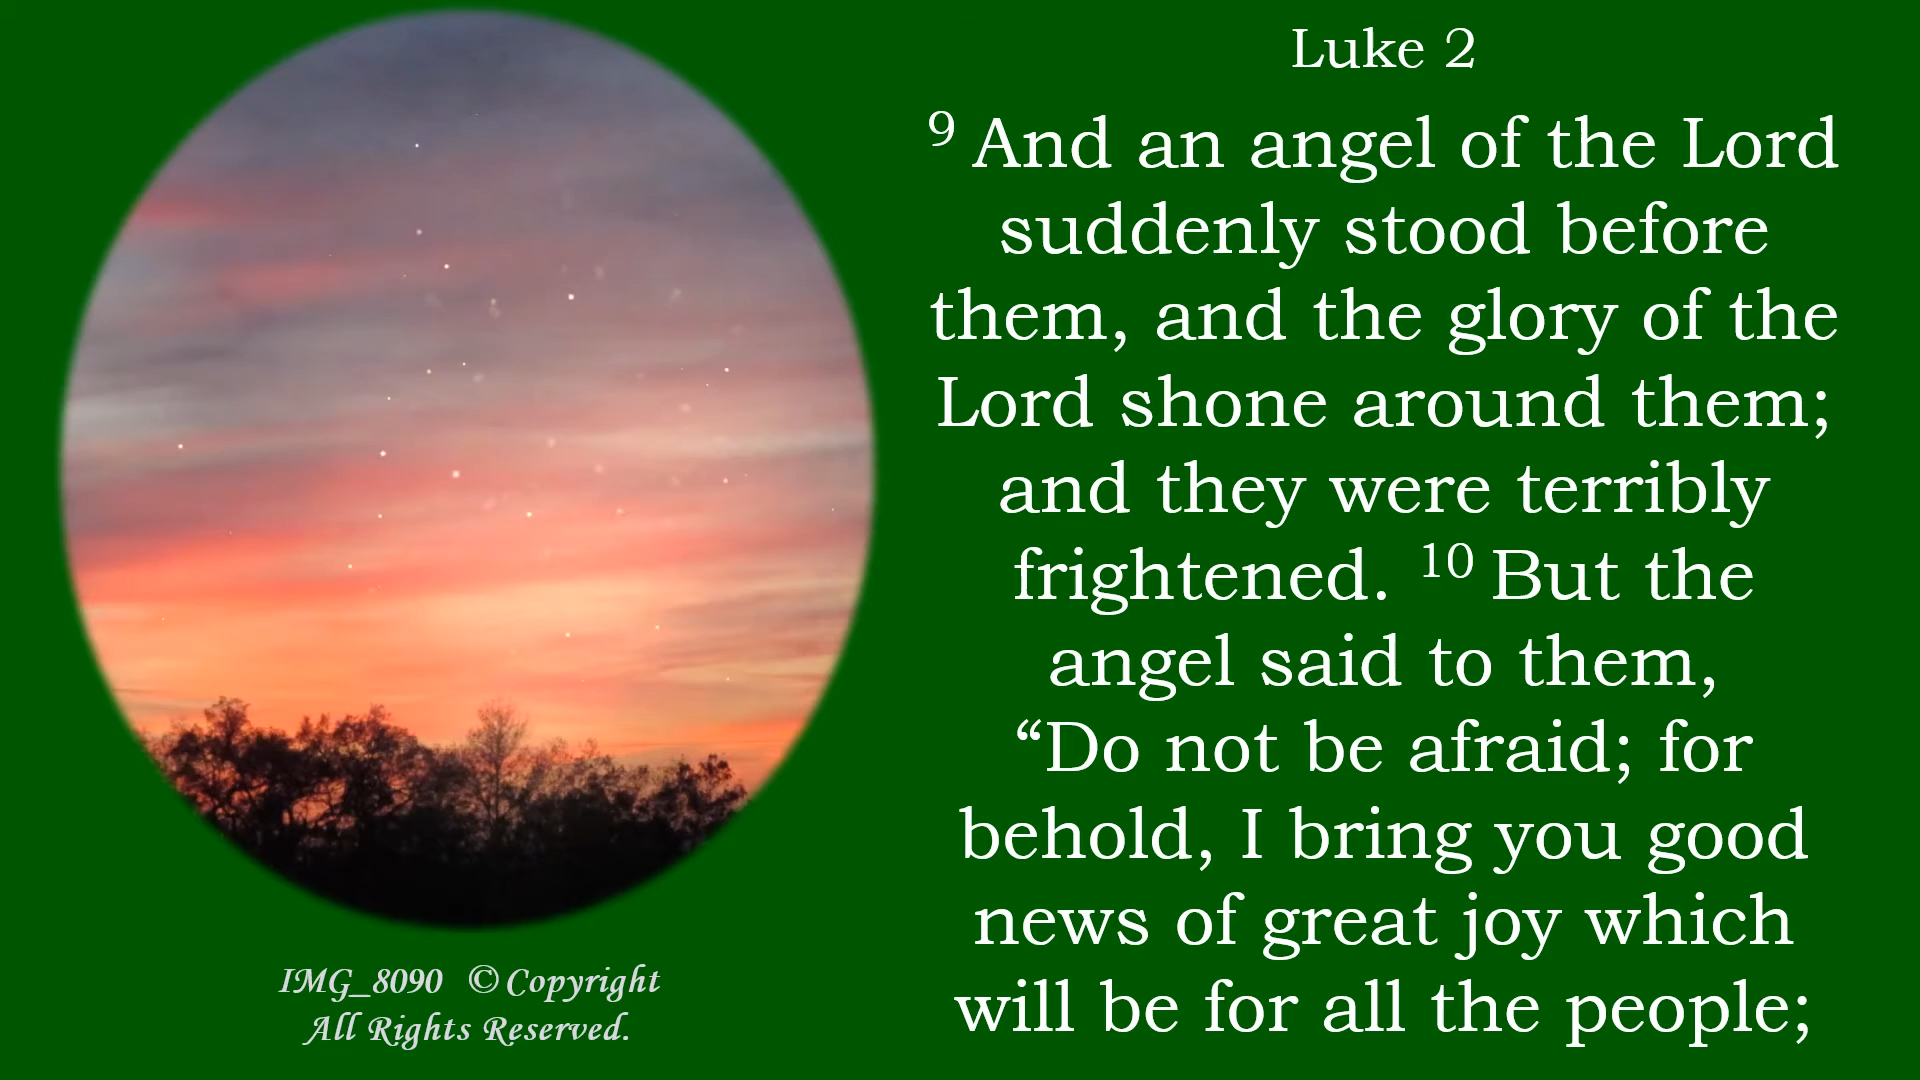 Luke 2
9 And an angel of the Lord
suddenly stood before
them, and the glory of the
Lord shone around them;
and they were terribly
frightened. 10 But the
angel said to them,
“Do not be afraid; for
behold, I bring you good
news of great joy which
will be for all the people;
IMG_8090 © Copyright
All Rights Reserved.